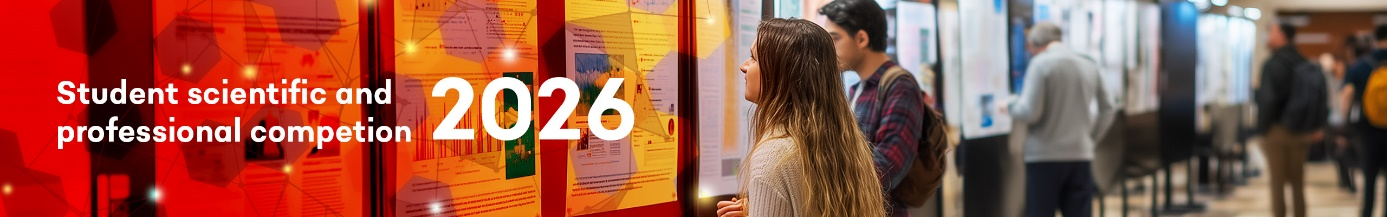 Student scientific and
professional competion
2026